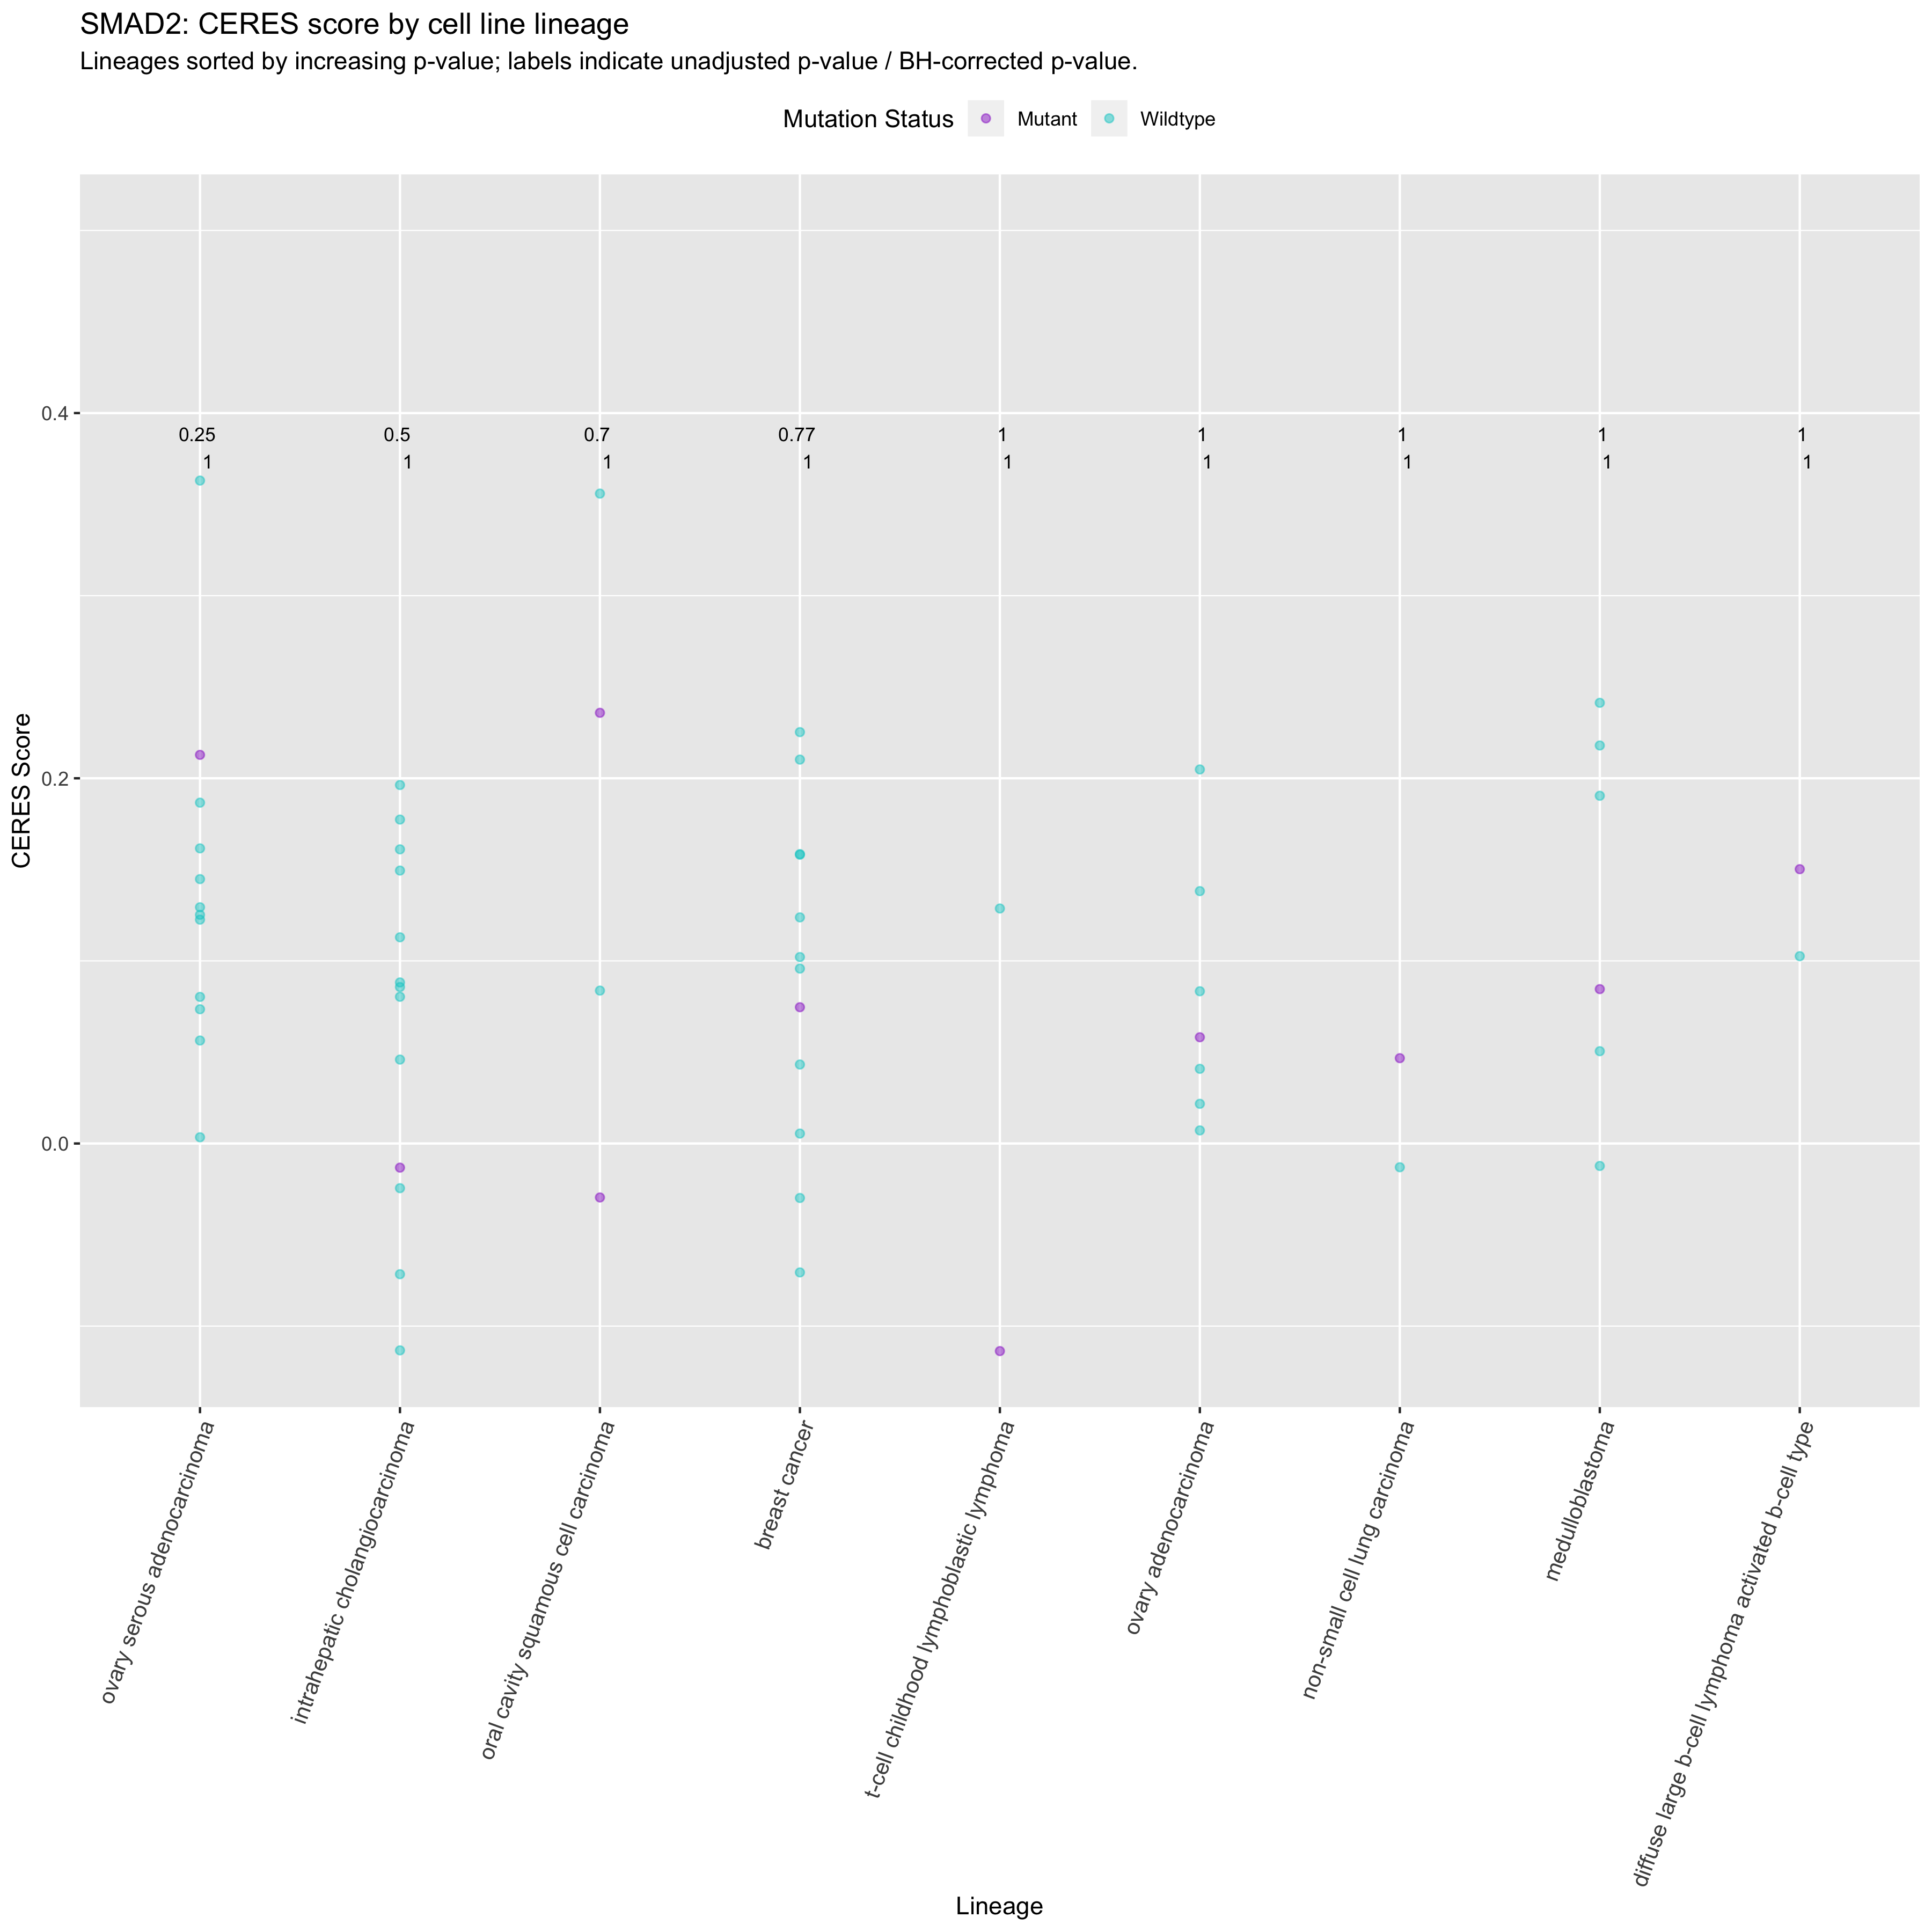 SMAD2: CERES score by cell line lineage
Lineages sorted by increasing p-value; labels indicate unadjusted p-value / BH-corrected p-value.
Mutation Status Mutant Wildtype
0.4
0.25 0.5 0.7 0.77 1 1 1 1 1
1 1 1 1 1 1 1 1 1
CERES Score
0.2
0.0
ovary serous adenocarcinoma
intrahepatic cholangiocarcinoma
oral cavity squamous cell carcinoma
breast cancer
t-cell childhood lymphoblastic lymphoma
ovary adenocarcinoma
non-small cell lung carcinoma
medulloblastoma
diffuse large b-cell lymphoma activated b-cell type
Lineage